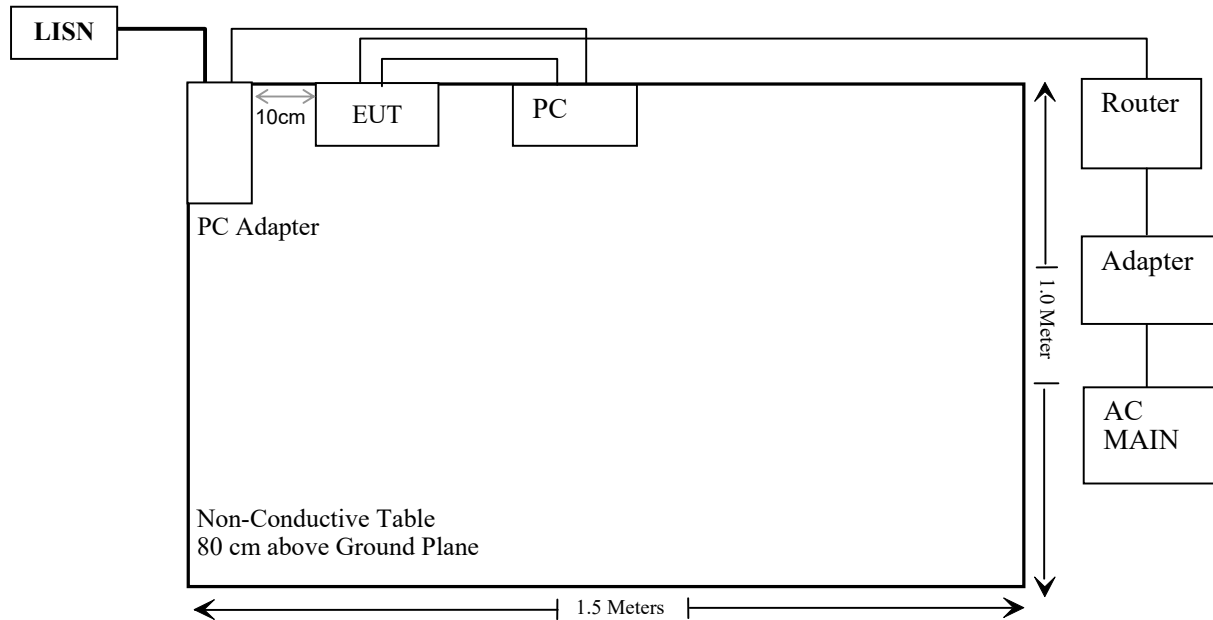 LISN
10cm
EUT
PC
Router
PC Adapter
Adapter
1.0 Meter
AC
MAIN
Non-Conductive Table
80 cm above Ground Plane
1.5 Meters